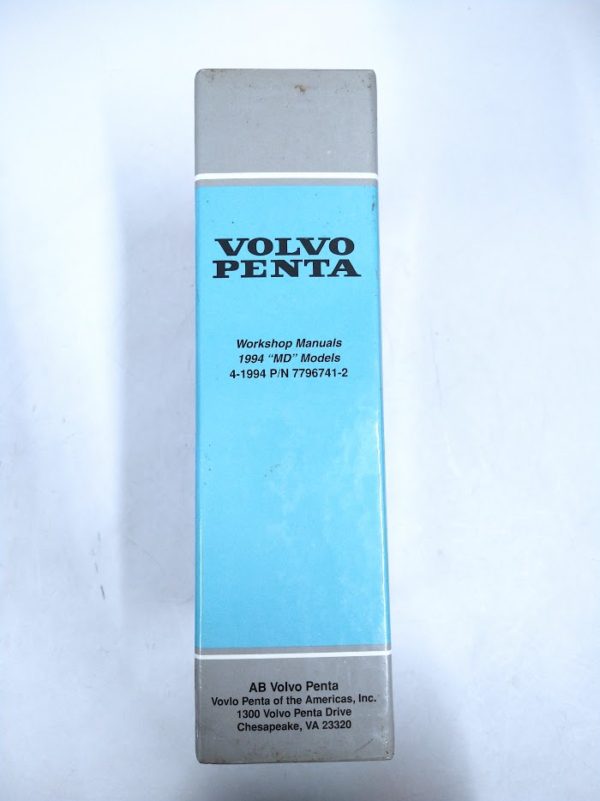 VOLVO
PENTA
Workshop Manuals
1994 “MD” Models
4-1994 P/N 7796741-2
AB Volvo Penta
Vovlo Penta of the Americas, Inc.
1300 Volvo Penta Drive
Chesapeake, VA 23320